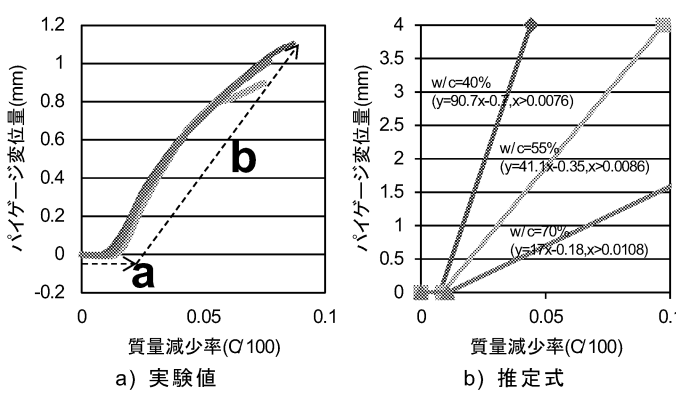 1.2
1
0.8
0.6
0.4
0.2
0
-0.2
パイゲージ変位量(mm)
b
a
0
0.05
0.1
質量減少率(C/100)
a) 実験値
4
3.5
3
2.5
2
1.5
1
0.5
0
パイゲージ変位量(mm)
w/c=40%
(y=90.7x-0.7,x>0.0076)
w/c=55%
(y=41.1x-0.35,x>0.0086)
w/c=70%
(y=17x-0.18,x>0.0108)
0
0.05
0.1
質量減少率(C/100)
b) 推定式